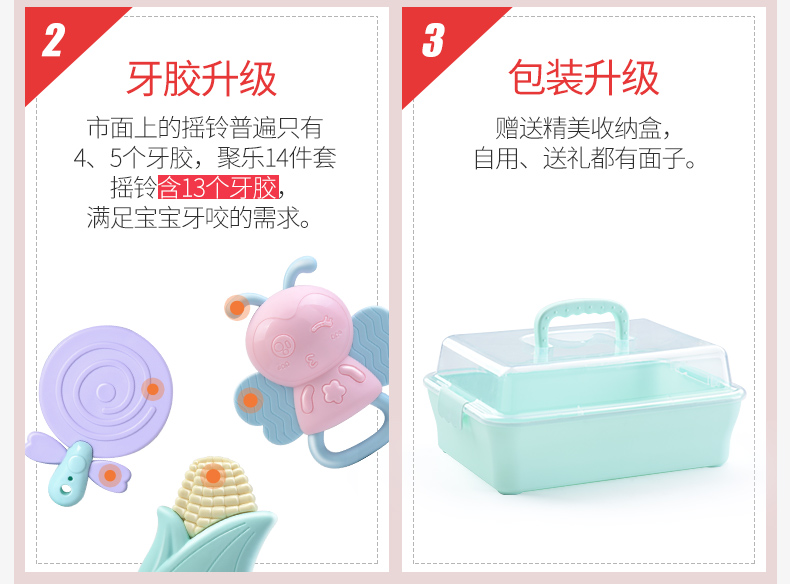 2
牙胶升级
市面上的摇铃普遍只有
4、5个牙胶，聚乐14件套
摇铃含13个牙胶，
满足宝宝牙咬的需求。
3
包装升级
赠送精美收纳盒，
自用、送礼都有面子。